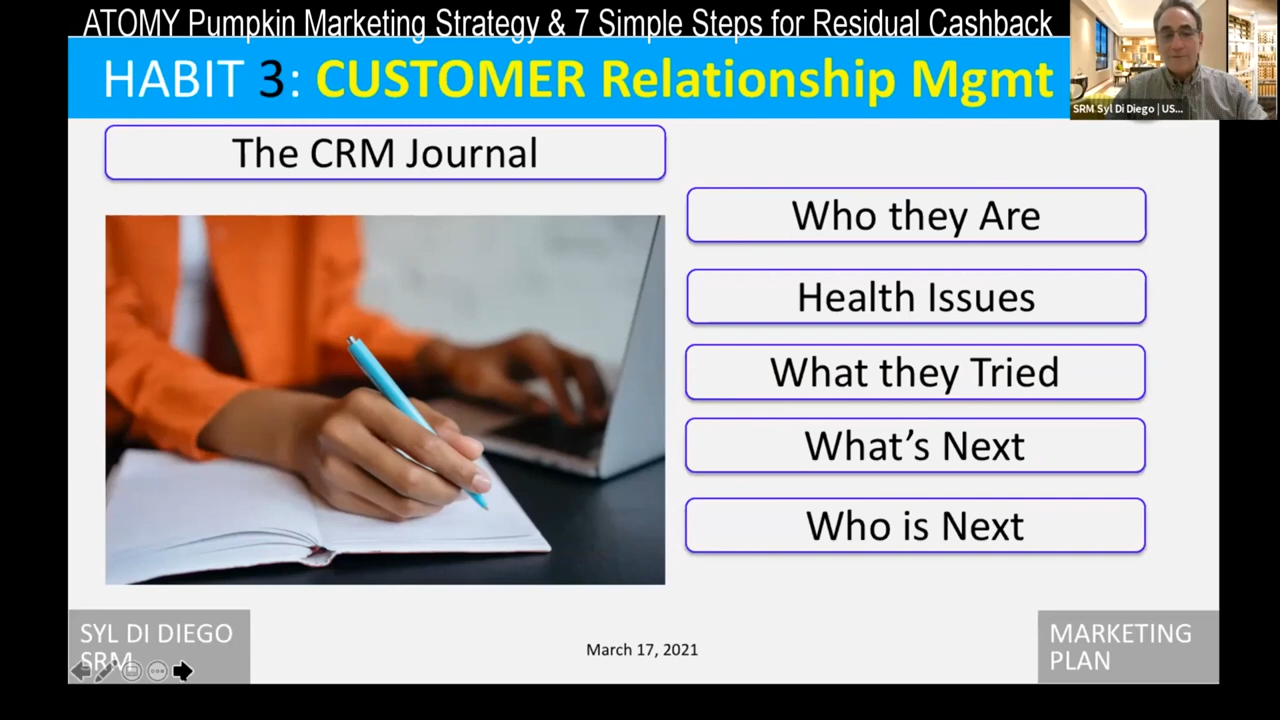 ATOMY Pumpkin Marketing Strategy & 7 Simple Steps for Residual Cashback
HABIT 3: CUSTOMER Relationship Mgmt
SRM Syl Di Diego | US...
The CRM Journal
Who they Are
Health Issues
What they Tried
What's Next
Who is Next
SYL DI DIEGO
SRM
March 17, 2021
MARKETING
PLAN